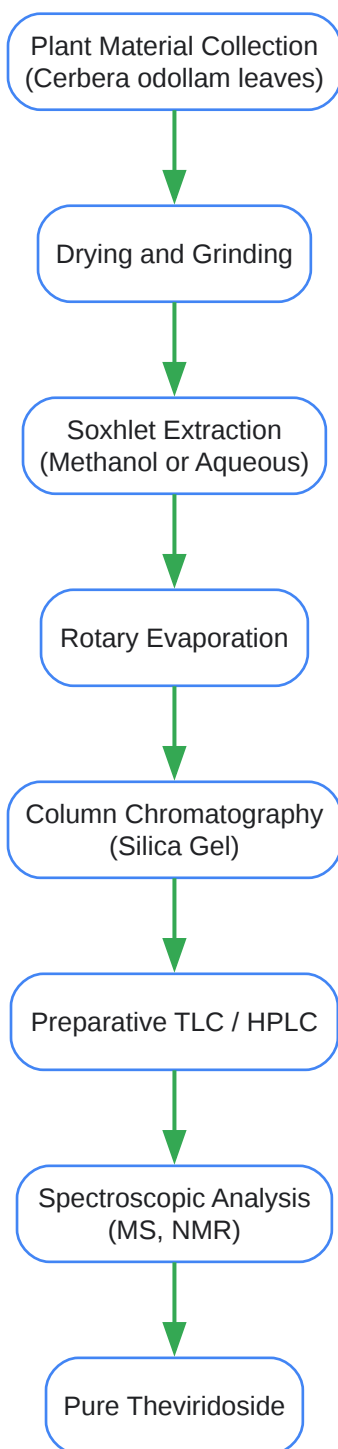 Plant Material Collection
(Cerbera odollam leaves)
Drying and Grinding
Soxhlet Extraction
(Methanol or Aqueous)
Rotary Evaporation
Column Chromatography
(Silica Gel)
Preparative TLC / HPLC
Spectroscopic Analysis
(MS, NMR)
Pure Theviridoside